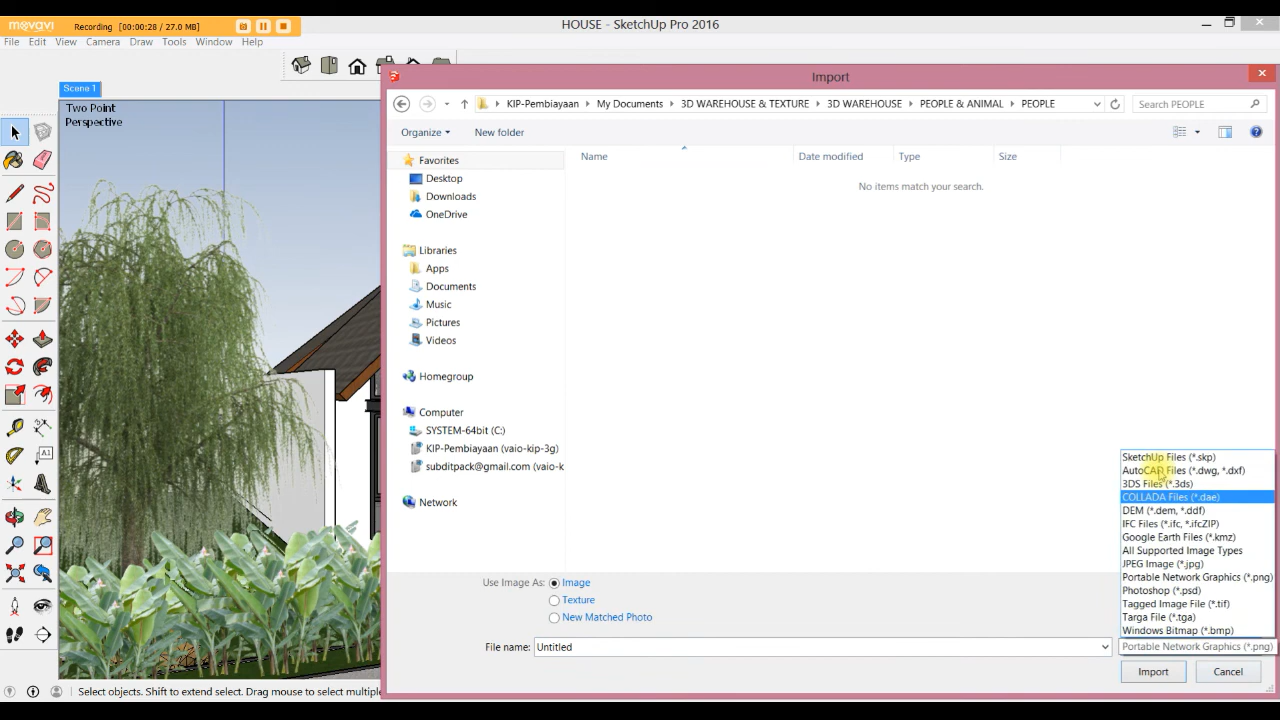 movavi
Recording [00:00:28 / 27.0 MB]
HOUSE - SketchUp Pro 2016
File Edit View Camera Draw Tools Window Help
Scene 1
Two Point
Perspective
A1
Import
KIP-Pembiayaan My Documents 3D WAREHOUSE & TEXTURE 3D WAREHOUSE PEOPLE & ANIMAL PEOPLE Search PEOPLE
Organize New folder
Name Date modified Type Size
No items match your search.
Favorites
Desktop
Downloads
OneDrive
Libraries
Apps
Documents
Music
Pictures
Videos
Homegroup
Computer
SYSTEM-64bit (C:)
KIP-Pembiayaan (vaio-kip-3g)
subditpack@gmail.com (vaio-k
Network
SketchUp Files (*.skp)
AutoCAD Files (*.dwg, *.dxf)
3DS Files (*.3ds)
COLLADA Files (*.dae)
DEM (*.dem, *.ddf)
IFC Files (*.ifc, *.ifcZIP)
Google Earth Files (*.kmz)
All Supported Image Types
JPEG Image (*.jpg)
Portable Network Graphics (*.png)
Photoshop (*.psd)
Tagged Image File (*.tif)
Targa File (*.tga)
Windows Bitmap (*.bmp)
Use Image As: Image
Texture
New Matched Photo
File name: Untitled Portable Network Graphics (*.png)
Import Cancel
Select objects. Shift to extend select. Drag mouse to select multiple